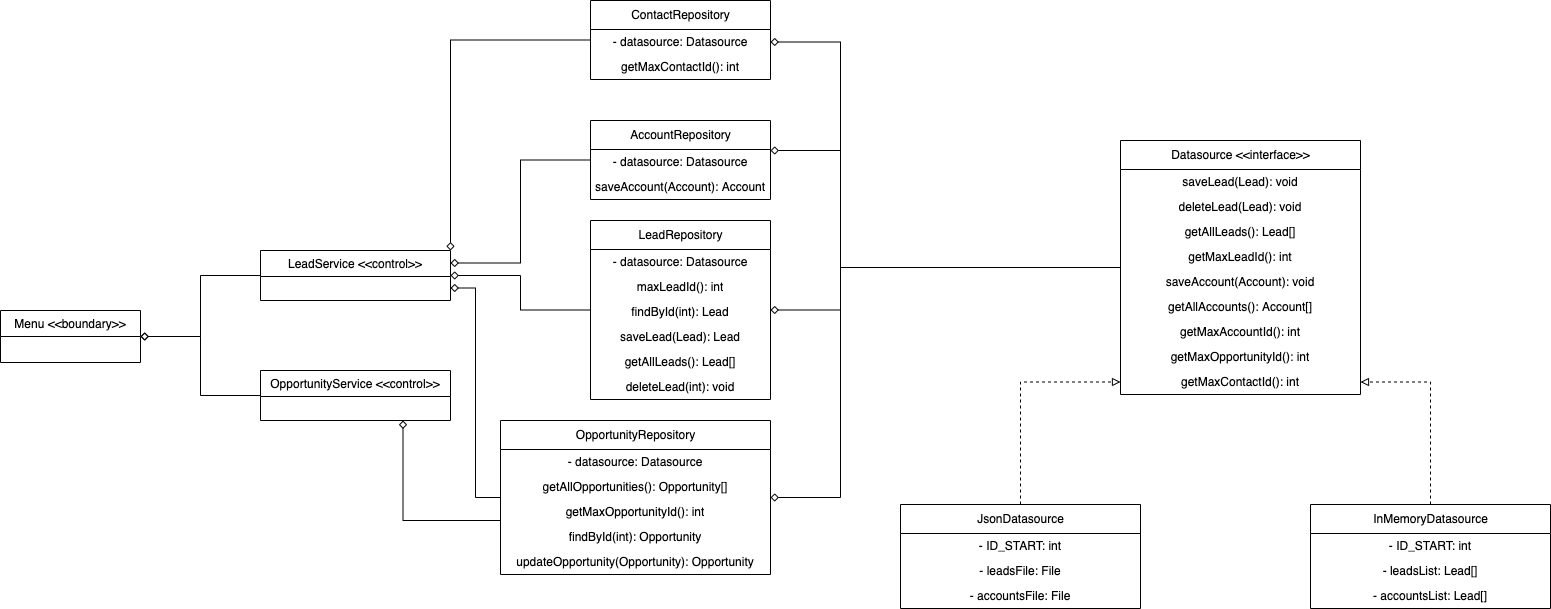 ContactRepository
- datasource: Datasource
getMaxContactId(): int
AccountRepository
- datasource: Datasource
saveAccount(Account): Account
LeadRepository
- datasource: Datasource
maxLeadId(): int
findById(int): Lead
saveLead(Lead): Lead
getAllLeads(): Lead[]
deleteLead(int): void
OpportunityRepository
- datasource: Datasource
getAllOpportunities(): Opportunity[]
getMaxOpportunityId(): int
findById(int): Opportunity
updateOpportunity(Opportunity): Opportunity
LeadService <<control>>
Menu <<boundary>>
OpportunityService <<control>>
Datasource <<interface>>
saveLead(Lead): void
deleteLead(Lead): void
getAllLeads(): Lead[]
getMaxLeadId(): int
saveAccount(Account): void
getAllAccounts(): Account[]
getMaxAccountId(): int
getMaxOpportunityId(): int
getMaxContactId(): int
JsonDatasource
- ID_START: int
- leadsFile: File
- accountsFile: File
InMemoryDatasource
- ID_START: int
- leadsList: Lead[]
- accountsList: Lead[]